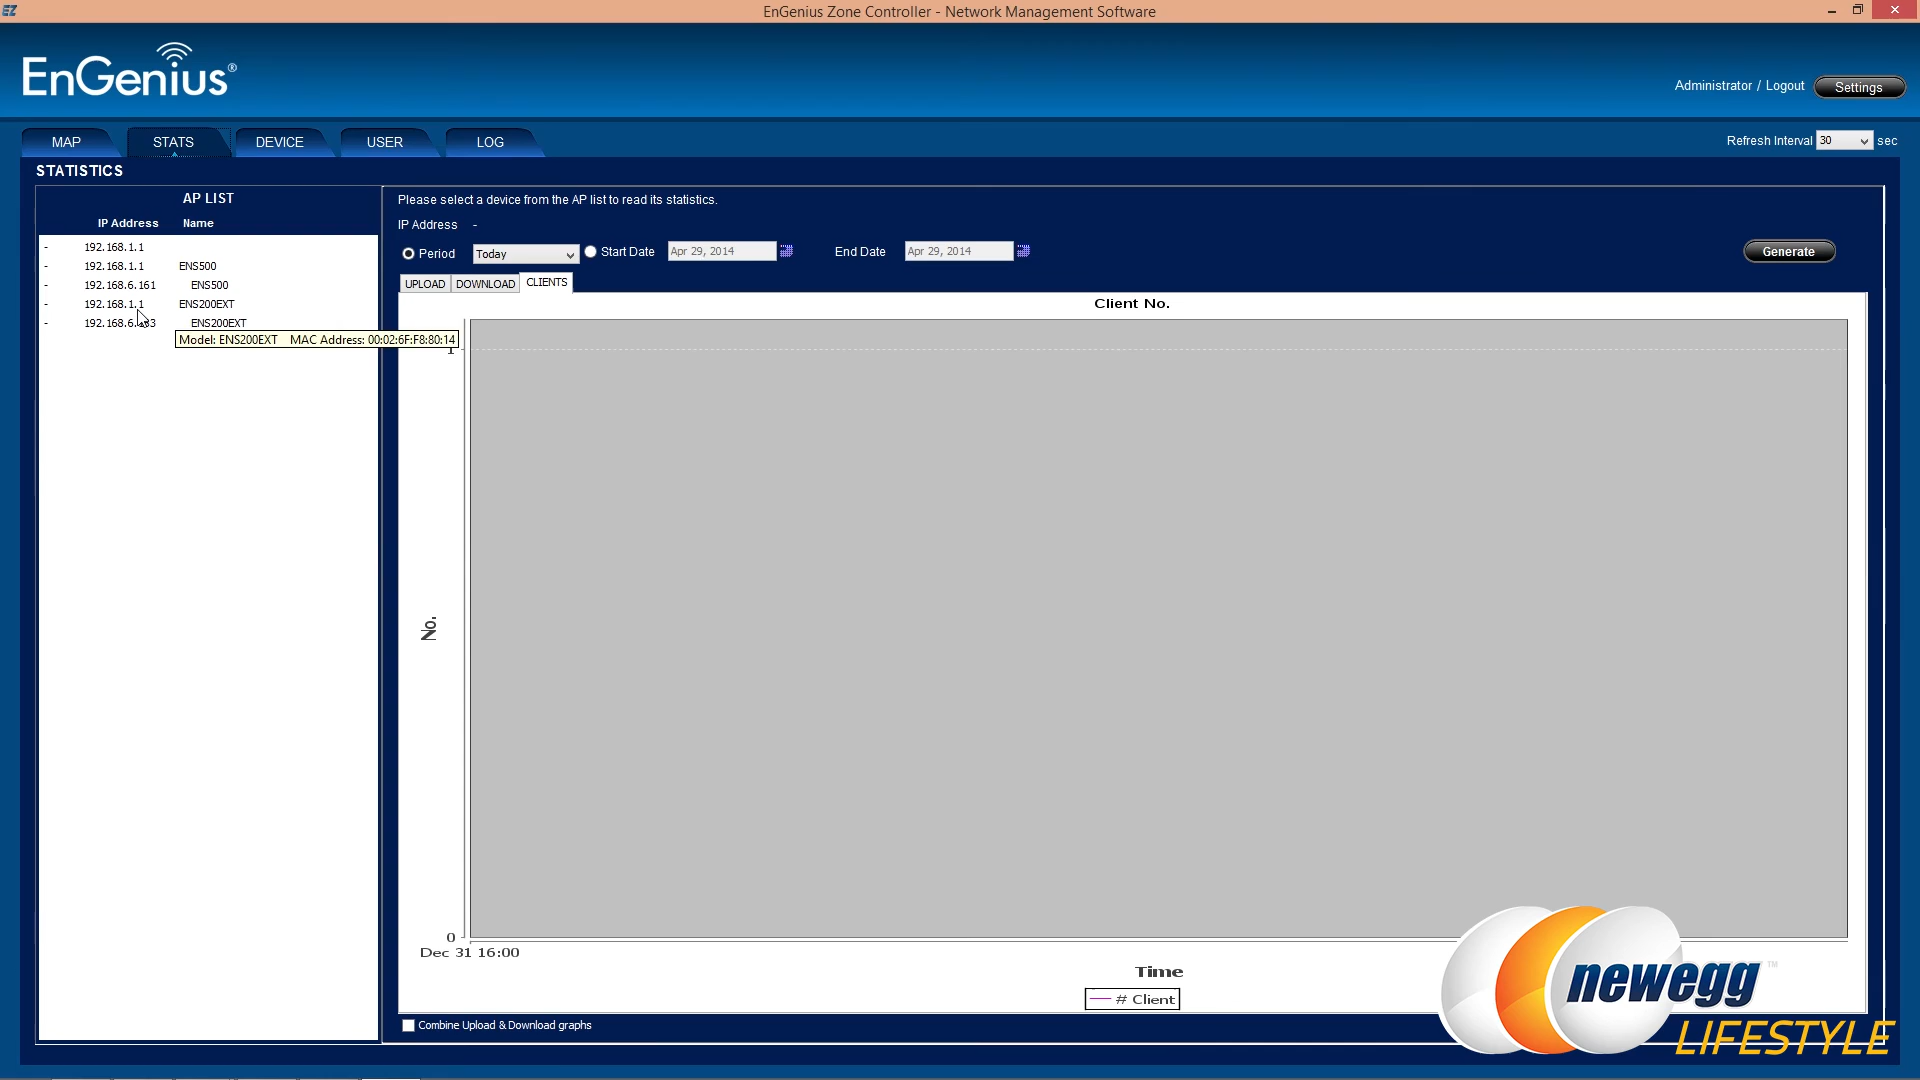 EZ
EnGenius Zone Controller - Network Management Software
EnGenius®
Administrator / Logout Settings
MAP STATS DEVICE USER LOG
Refresh Interval 30 sec
STATISTICS
AP LIST
IP Address Name
- 192.168.1.1
- 192.168.1.1 ENS500
- 192.168.6.161 ENS500
- 192.168.1.1 ENS200EXT
- ENS200EXT
Model: ENS200EXT MAC Address: 00:02:6F:F8:80:14
Please select a device from the AP list to read its statistics.
IP Address -
Period Today Start Date Apr 29, 2014 End Date Apr 29, 2014 Generate
UPLOAD DOWNLOAD CLIENTS
Client No.
1
No.
0
Dec 31 16:00
Time
# Client
Combine Upload & Download graphs
newegg™
LIFESTYLE